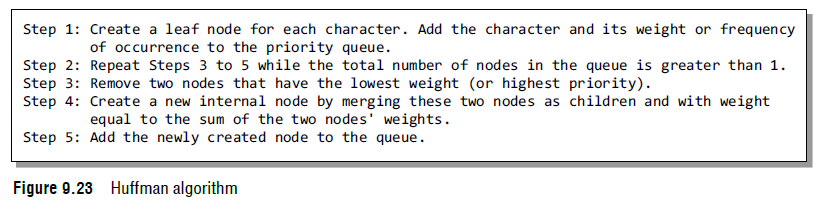 Step 1: Create a leaf node for each character. Add the character and its weight or frequency
of occurrence to the priority queue.
Step 2: Repeat Steps 3 to 5 while the total number of nodes in the queue is greater than 1.
Step 3: Remove two nodes that have the lowest weight (or highest priority).
Step 4: Create a new internal node by merging these two nodes as children and with weight
equal to the sum of the two nodes' weights.
Step 5: Add the newly created node to the queue.
Figure 9.23 Huffman algorithm